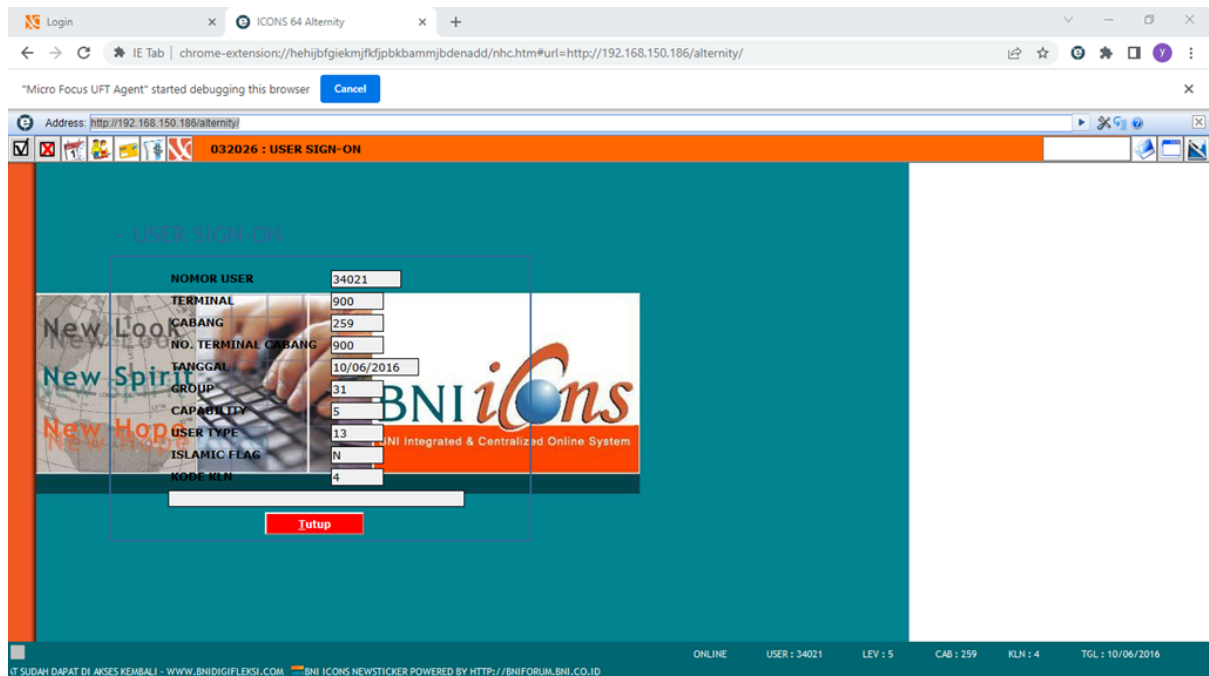 Login
ICONS 64 Alternity
IE Tab | chrome-extension://hehijbfgiekmjfkfjpbkbammjbdenadd/nhc.htm#url=http://192.168.150.186/alternity/
y
"Micro Focus UFT Agent" started debugging this browser
Cancel
Address: http://192.168.150.186/alternity/
032026 : USER SIGN-ON
- USER SIGN-ON
NOMOR USER 34021
TERMINAL 900
CABANG 259
NO. TERMINAL CABANG 900
TANGGAL 10/06/2016
GROUP 31
CAPABILITY 5
USER TYPE 13
ISLAMIC FLAG N
KODE KLN 4
New Look
New Spirit
New Hope
BNI icons
BNI Integrated & Centralized Online System
Tutup
ONLINE USER : 34021 LEV : 5 CAB : 259 KLN : 4 TGL : 10/06/2016
SUDAH DAPAT DI AKSES KEMBALI - WWW.BNIDIGIFLEKSI.COM BNI ICONS NEWSTICKER POWERED BY HTTP://BNIFORUM.BNI.CO.ID